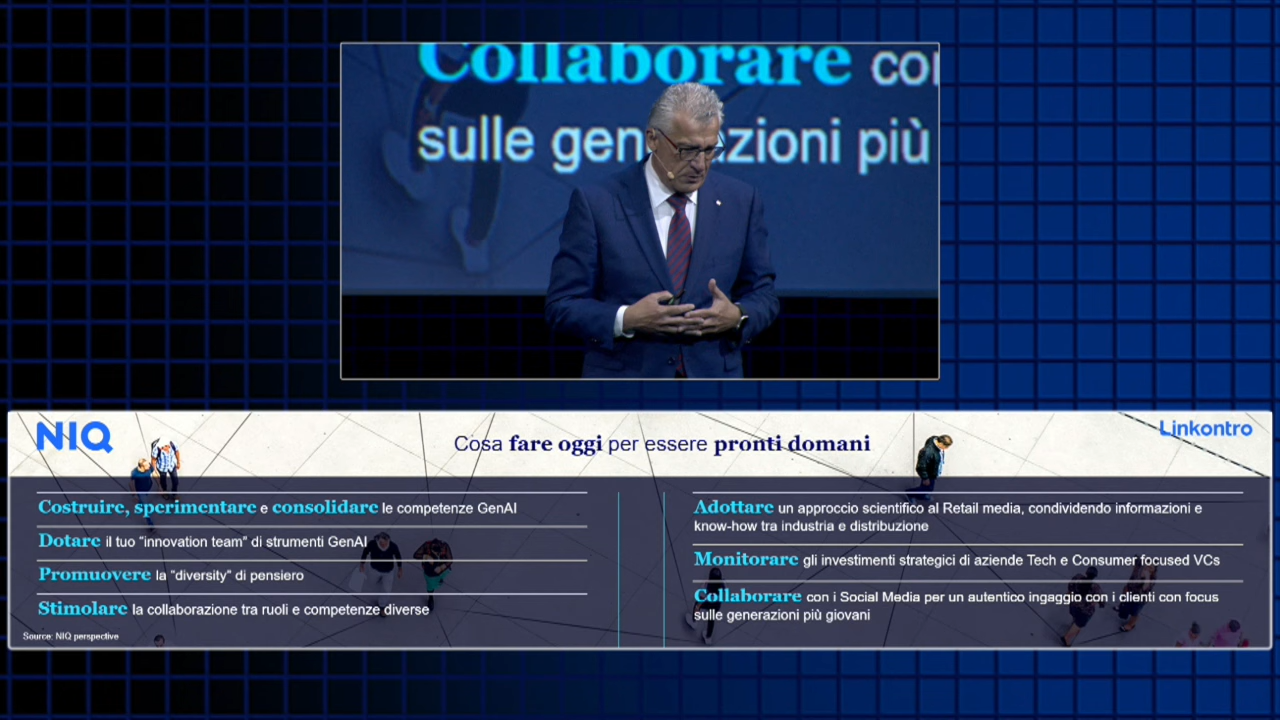 Collaborare
sulle più
NIQ
Linkontro
Cosa fare oggi per essere pronti domani
Costruire, sperimentare e consolidare le competenze GenAI
Dotare il tuo "innovation team" di strumenti GenAI
Promuovere la "diversity" di pensiero
Stimolare la collaborazione tra ruoli e competenze diverse
Source: NIQ perspective
Adottare un approccio scientifico al Retail media, condividendo informazioni e
know-how tra industria e distribuzione
Monitorare gli investimenti strategici di aziende Tech e Consumer focused VCs
Collaborare con i Social Media per un autentico ingaggio con i clienti con focus
sulle generazioni più giovani